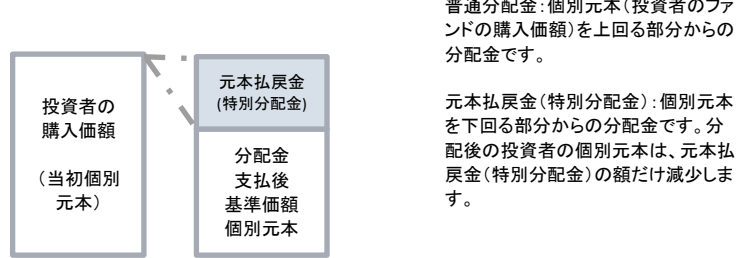 投資者の
購入価額
（当初個別
元本）
元本払戻金
(特別分配金)
分配金
支払後
基準価額
個別元本
普通分配金：個別元本（投資者のファ
ンドの購入価額）を上回る部分からの
分配金です。
元本払戻金（特別分配金）：個別元本
を下回る部分からの分配金です。分
配後の投資者の個別元本は、元本払
戻金（特別分配金）の額だけ減少しま
す。